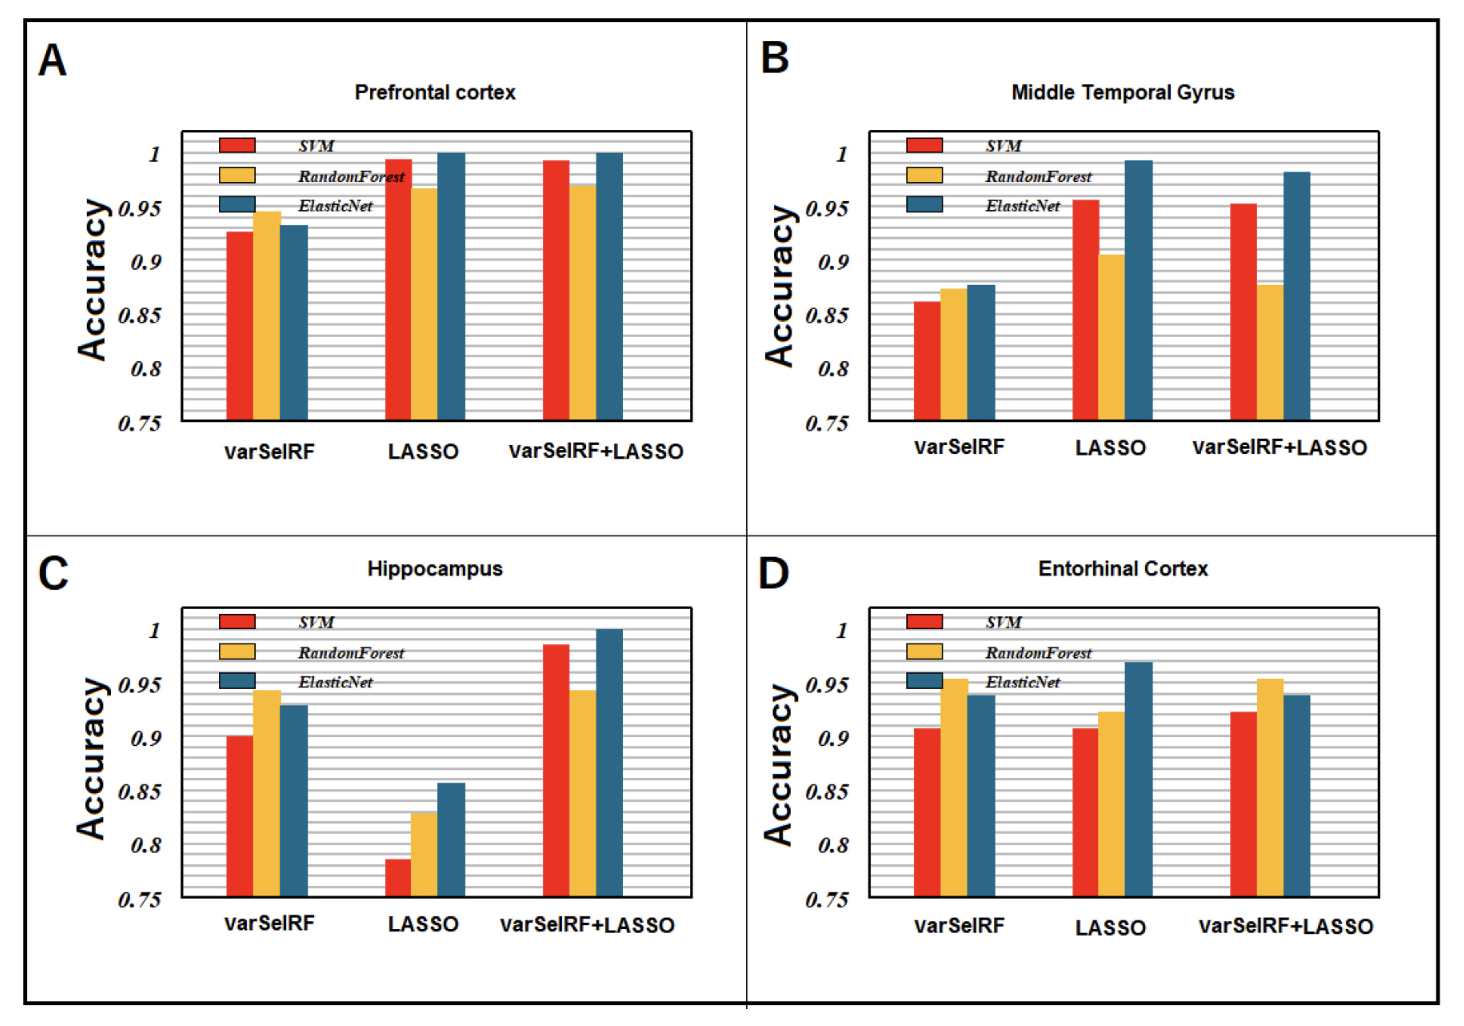 A
Prefrontal cortex
SVM
RandomForest
ElasticNet
1
0.95
0.9
0.85
0.8
0.75
Accuracy
varSelRF
LASSO
varSelRF+LASSO
B
Middle Temporal Gyrus
SVM
RandomForest
ElasticNet
1
0.95
0.9
0.85
0.8
0.75
Accuracy
varSelRF
LASSO
varSelRF+LASSO
C
Hippocampus
SVM
RandomForest
ElasticNet
1
0.95
0.9
0.85
0.8
0.75
Accuracy
varSelRF
LASSO
varSelRF+LASSO
D
Entorhinal Cortex
SVM
RandomForest
ElasticNet
1
0.95
0.9
0.85
0.8
0.75
Accuracy
varSelRF
LASSO
varSelRF+LASSO